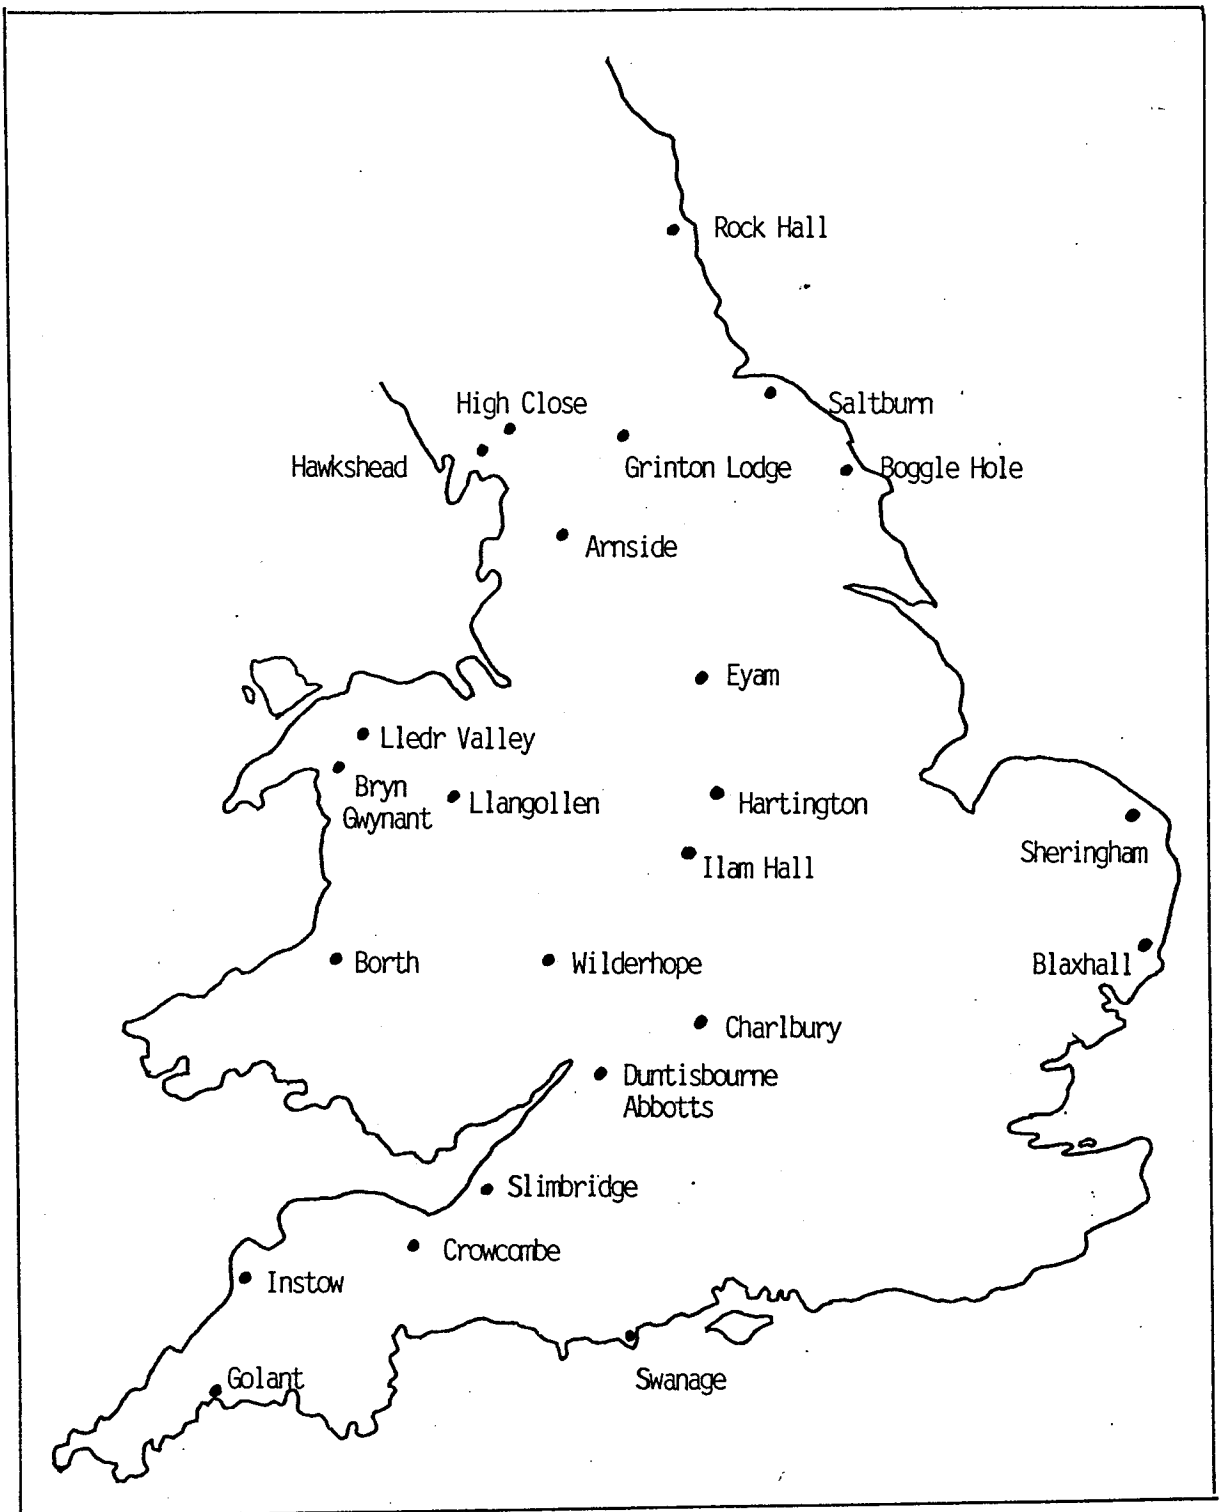 Rock Hall
High Close
Saltburn
Hawkshead
Grinton Lodge
Boggle Hole
Arnside
Eyam
Lledr Valley
Bryn
Gwynant
Llangollen
Hartington
Sheringham
Ilam Hall
Borth
Wilderhope
Blaxhall
Charlbury
Duntisbourne
Abbotts
Slimbridge
Crowcombe
Instow
Golant
Swanage